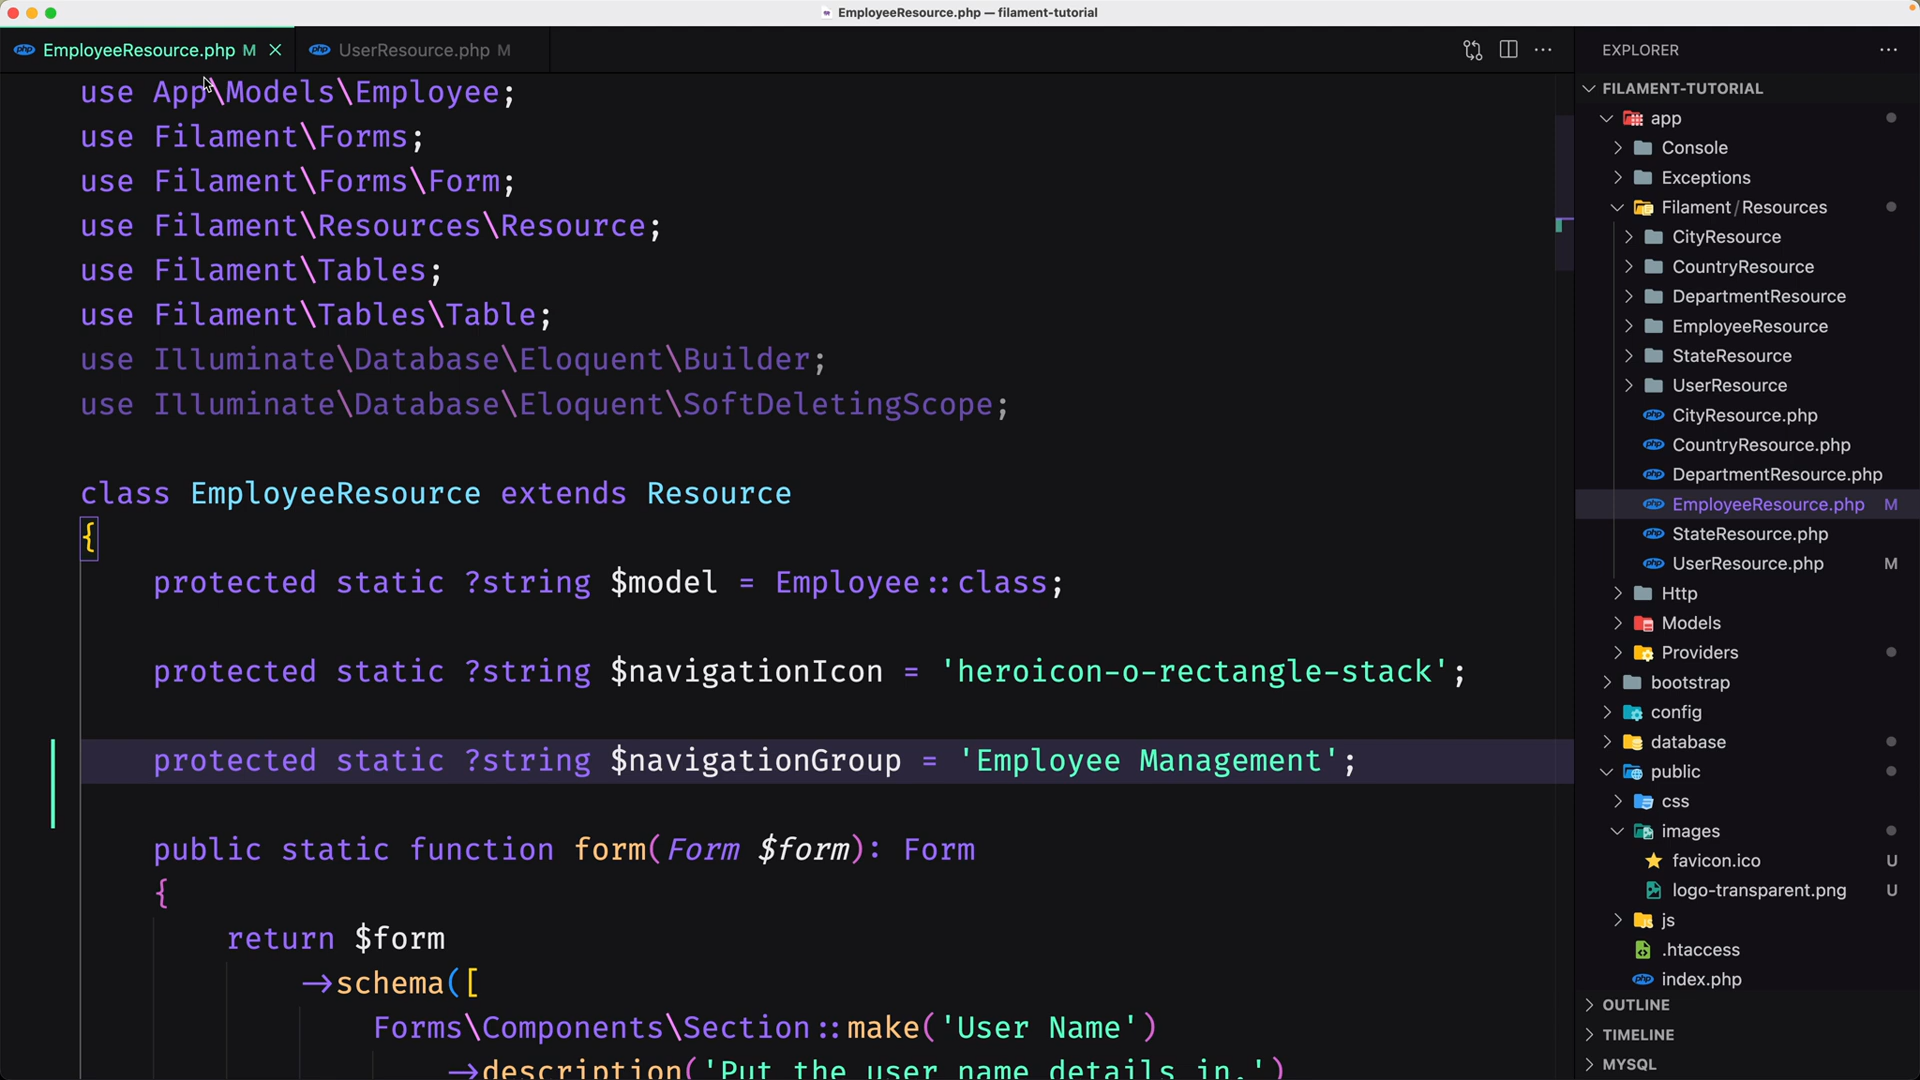 EmployeeResource.php — filament-tutorial
EmployeeResource.php M
UserResource.php M
use App\Models\Employee;
use Filament\Forms;
use Filament\Forms\Form;
use Filament\Resources\Resource;
use Filament\Tables;
use Filament\Tables\Table;
use Illuminate\Database\Eloquent\Builder;
use Illuminate\Database\Eloquent\SoftDeletingScope;
class EmployeeResource extends Resource
{
protected static ?string $model = Employee::class;
protected static ?string $navigationIcon = 'heroicon-o-rectangle-stack';
protected static ?string $navigationGroup = 'Employee Management';
public static function form(Form $form): Form
{
return $form
->schema([
Forms\Components\Section::make('User Name')
->description('Put the user name details in.')
EXPLORER
FILAMENT-TUTORIAL
app
Console
Exceptions
Filament/Resources
CityResource
CountryResource
DepartmentResource
EmployeeResource
StateResource
UserResource
php CityResource.php
php CountryResource.php
php DepartmentResource.php
php EmployeeResource.php M
php StateResource.php
php UserResource.php M
Http
Models
Providers
bootstrap
config
database
public
css
images
favicon.ico U
logo-transparent.png U
js
.htaccess
php index.php
OUTLINE
TIMELINE
MYSQL